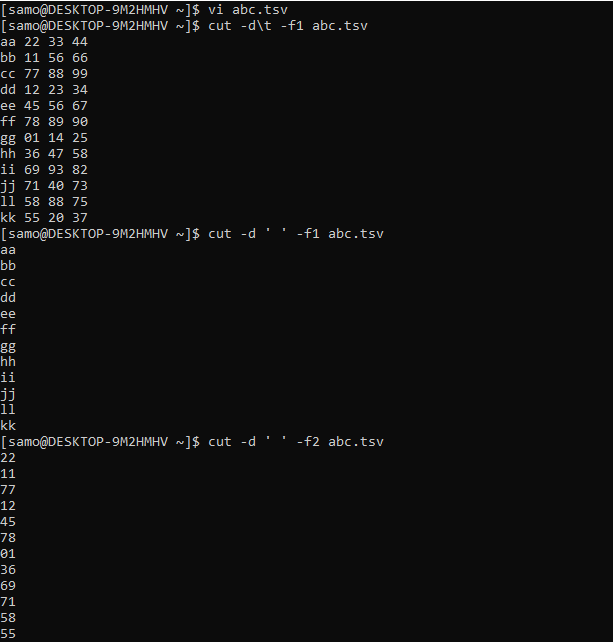 [samo@DESKTOP-9M2HMHV ~]$ vi abc.tsv
[samo@DESKTOP-9M2HMHV ~]$ cut -d\t -f1 abc.tsv
aa 22 33 44
bb 11 56 66
cc 77 88 99
dd 12 23 34
ee 45 56 67
ff 78 89 90
gg 01 14 25
hh 36 47 58
ii 69 93 82
jj 71 40 73
ll 58 88 75
kk 55 20 37
[samo@DESKTOP-9M2HMHV ~]$ cut -d ' ' -f1 abc.tsv
aa
bb
cc
dd
ee
ff
gg
hh
ii
jj
ll
kk
[samo@DESKTOP-9M2HMHV ~]$ cut -d ' ' -f2 abc.tsv
22
11
77
12
45
78
01
36
69
71
58
55